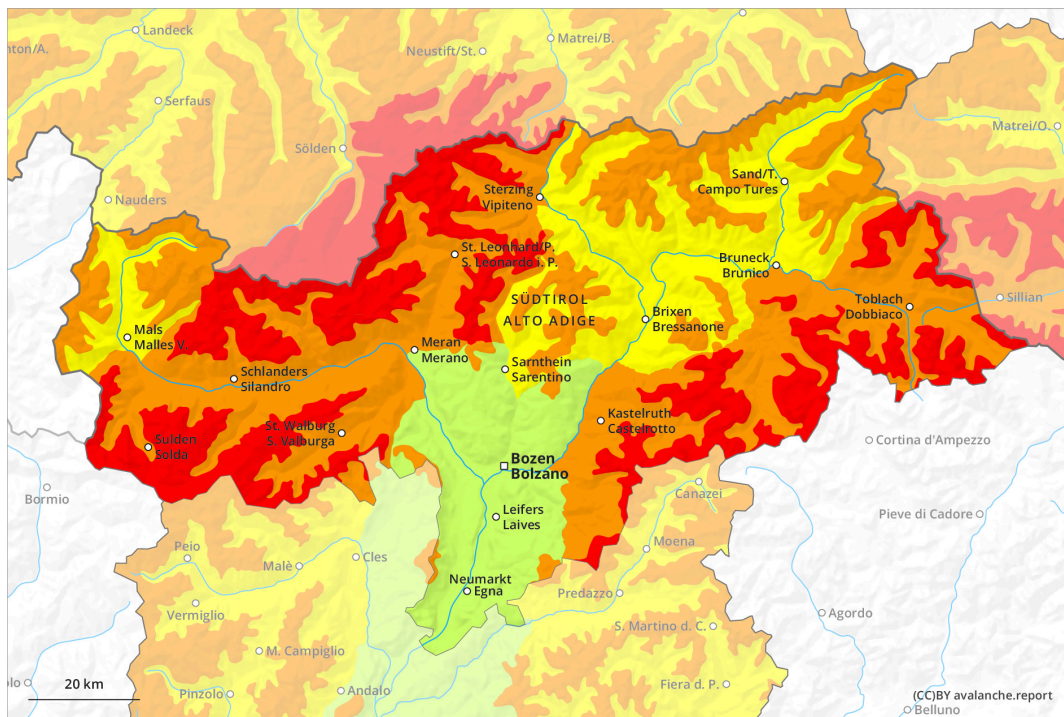 Landeck
Matrei/B.
nton/A.
Neustift/St.
Serfaus
Matrei/O.
Sölden
Sand/T.
Campo Tures
Sterzing
Vipiteno
Nauders
St. Leonhard/P.
S. Leonardo i. P.
Bruneck
Brunico
SÜDTIROL
ALTO ADIGE
Toblach
Dobbiaco
Sillian
Brixen
Bressanone
Mals
Malles V.
Meran
Merano
Sarnthein
Sarentino
Schlanders
Silandro
Kastelruth
Castelrotto
St. Walburg
S. Valburga
Sulden
Solda
Cortina d'Ampezzo
Bozen
Bolzano
Bormio
Canazei
Leifers
Laives
Pieve di Cadore
Peio
Cles
Moena
Malè
Neumarkt
Egna
Predazzo
Vermiglio
Agordo
S. Martino d. C.
M. Campiglio
20 km
Pinzolo
Andalo
Fiera d. P.
(CC)BY avalanche.report
Belluno